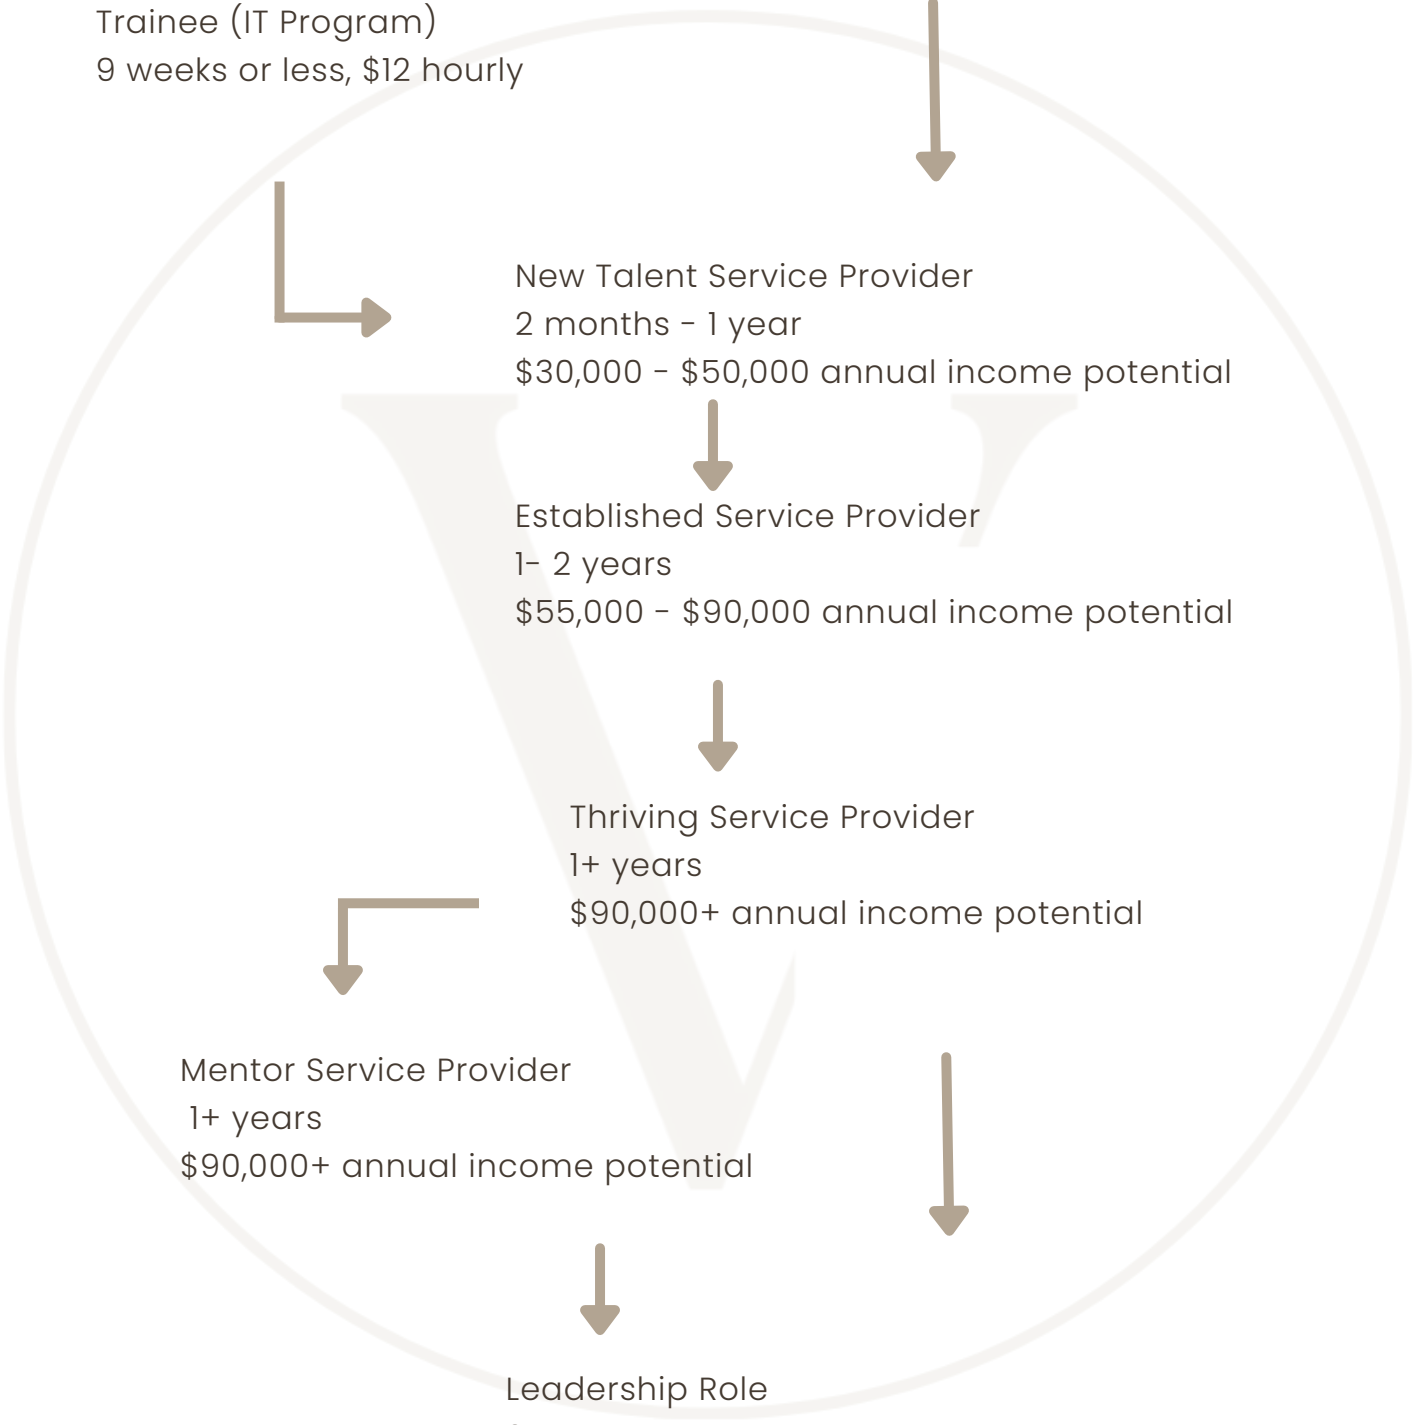 Trainee (IT Program)
9 weeks or less, $12 hourly
New Talent Service Provider
2 months - 1 year
$30,000 - $50,000 annual income potential
Established Service Provider
1- 2 years
$55,000 - $90,000 annual income potential
Thriving Service Provider
1+ years
$90,000+ annual income potential
Mentor Service Provider
1+ years
$90,000+ annual income potential
Leadership Role
V